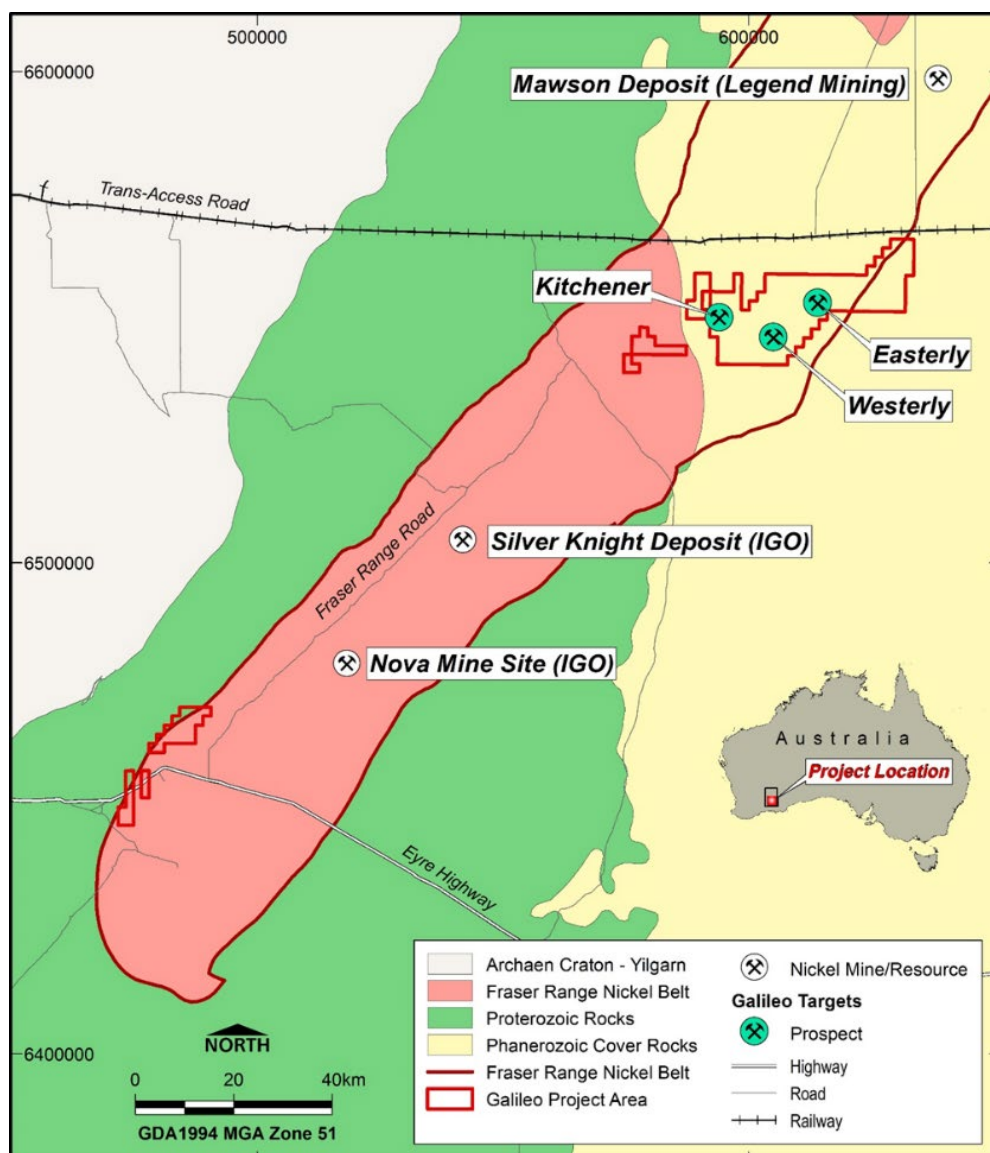 500000
600000
6600000
Mawson Deposit (Legend Mining)
Trans-Access Road
Kitchener
Easterly
Westerly
Fraser Range Road
Silver Knight Deposit (IGO)
6500000
Nova Mine Site (IGO)
Australia
Project Location
Eyre Highway
6400000
NORTH
0 20 40km
GDA1994 MGA Zone 51
Archaen Craton - Yilgarn
Fraser Range Nickel Belt
Proterozoic Rocks
Phanerozoic Cover Rocks
Fraser Range Nickel Belt
Galileo Project Area
Nickel Mine/Resource
Galileo Targets
Prospect
Highway
Road
Railway